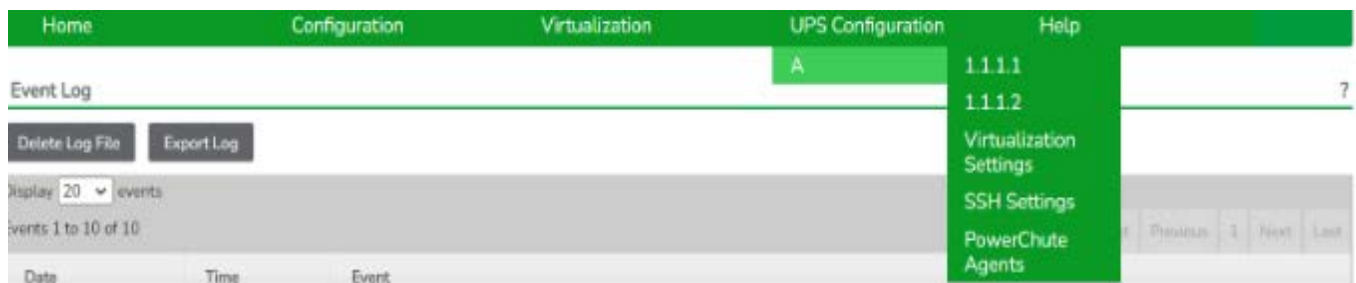 Home Configuration Virtualization UPS Configuration Help
A 1.1.1.1
Event Log ?
1.1.1.2
Delete Log File Export Log
Virtualization
Settings
Display 20 events
SSH Settings
Events 1 to 10 of 10
Previous 1 Next Last
PowerChute
Agents
Date Time Event